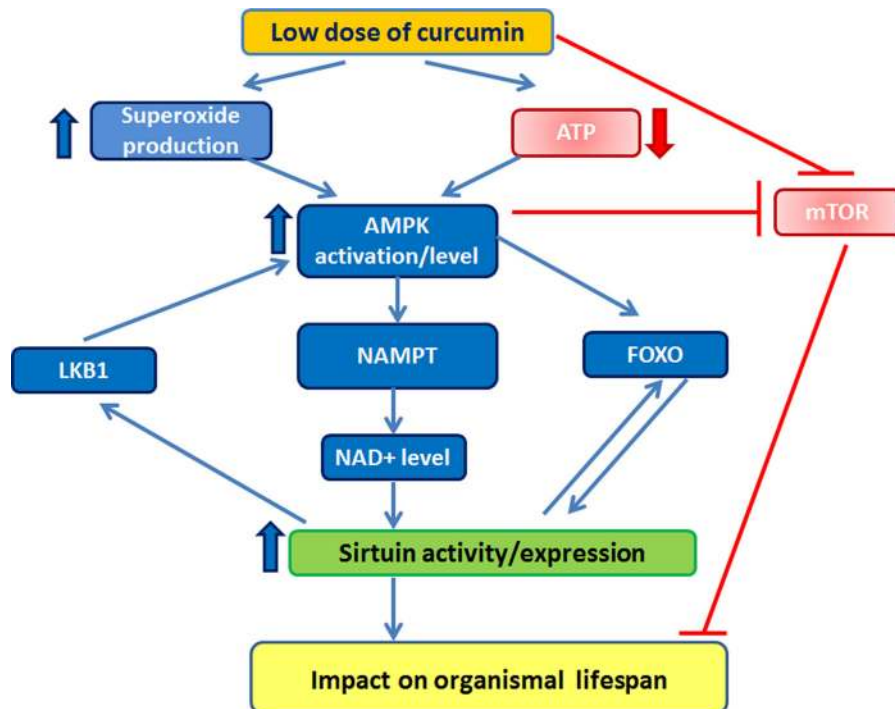 Low dose of curcumin
Superoxide
production
ATP
mTOR
AMPK
activation/level
NAMPT
FOXO
LKB1
NAD+ level
Sirtuin activity/expression
Impact on organismal lifespan